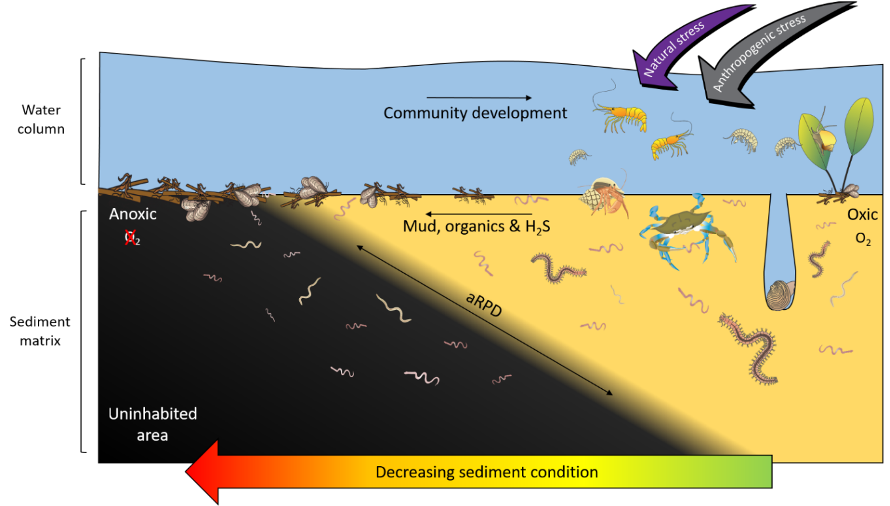 Natural stress
Anthropogenic stress
Water
column
Community development
Anoxic
O₂
Mud, organics & H₂S
Oxic
O₂
aRPD
Sediment
matrix
Uninhabited
area
Decreasing sediment condition